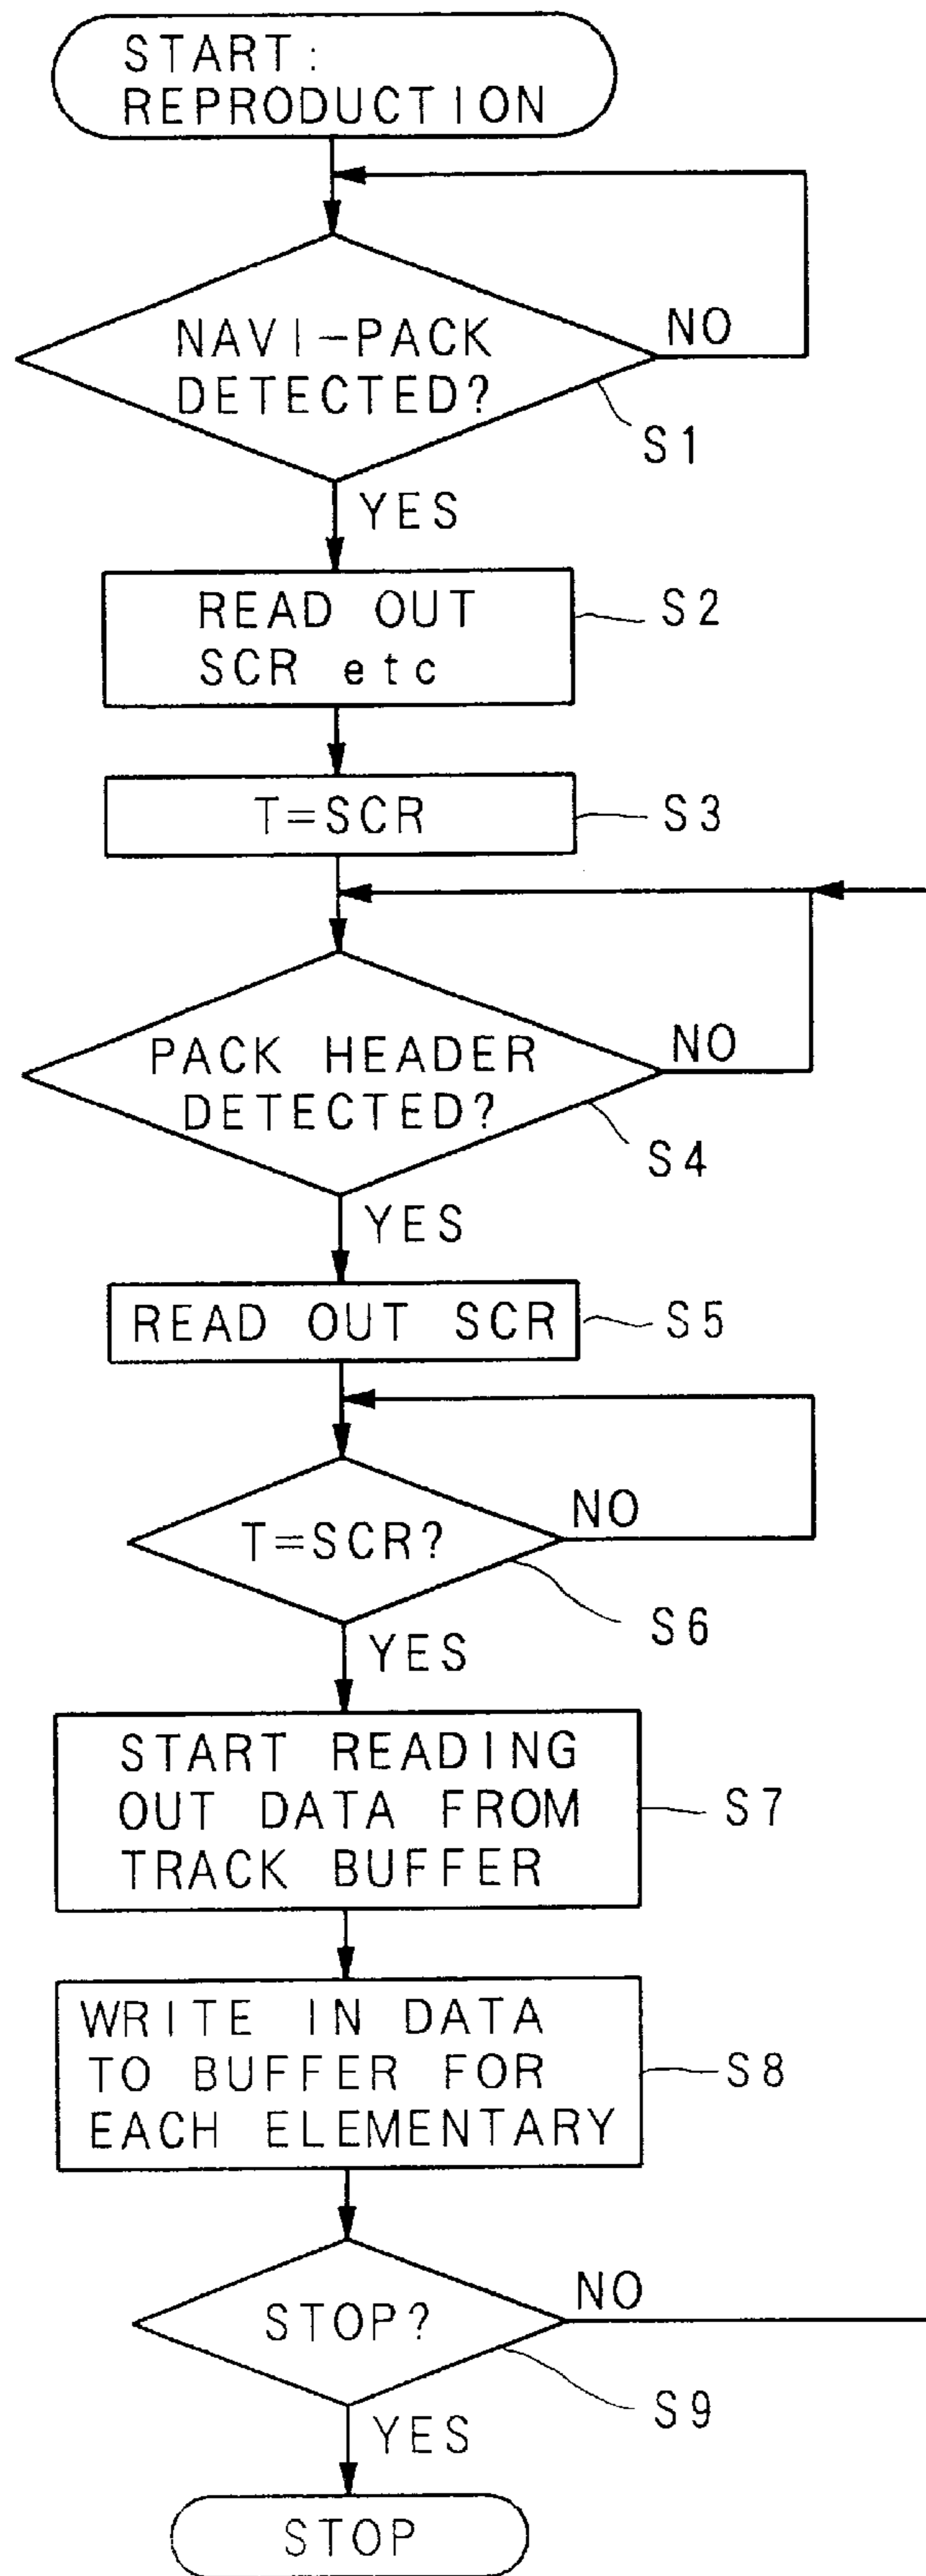 START:
REPRODUCTION
NAVI-PACK
DETECTED?
NO
S1
YES
READ OUT
SCR etc
S2
T=SCR
S3
PACK HEADER
DETECTED?
NO
S4
YES
READ OUT SCR
S5
T=SCR?
NO
S6
YES
START READING
OUT DATA FROM
TRACK BUFFER
S7
WRITE IN DATA
TO BUFFER FOR
EACH ELEMENTARY
S8
STOP?
NO
S9
YES
STOP